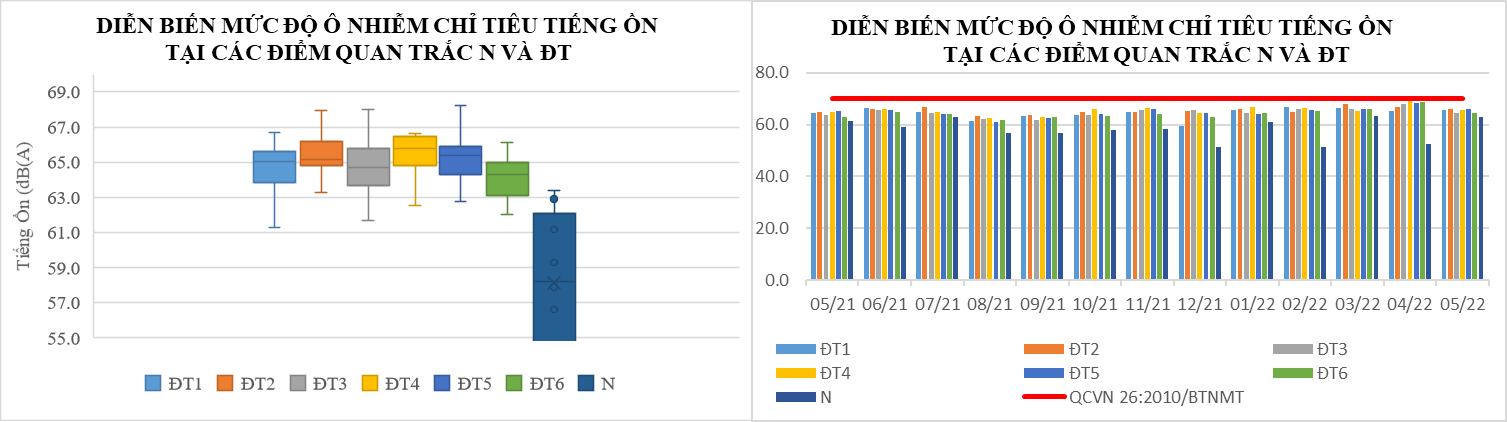 DIỄN BIẾN MỨC ĐỘ Ô NHIỄM CHỈ TIÊU TIẾNG ỒN
TẠI CÁC ĐIỂM QUAN TRẮC N VÀ ĐT
69.0
67.0
65.0
63.0
61.0
59.0
57.0
55.0
Tiếng Ồn (dB(A)
ĐT1 ĐT2 ĐT3 ĐT4 ĐT5 ĐT6 N
DIỄN BIẾN MỨC ĐỘ Ô NHIỄM CHỈ TIÊU TIẾNG ỒN
TẠI CÁC ĐIỂM QUAN TRẮC N VÀ ĐT
80.0
60.0
40.0
20.0
0.0
05/21 06/21 07/21 08/21 09/21 10/21 11/21 12/21 01/22 02/22 03/22 04/22 05/22
ĐT1 ĐT2 ĐT3
ĐT4 ĐT5 ĐT6
N QCVN 26:2010/BTNMT